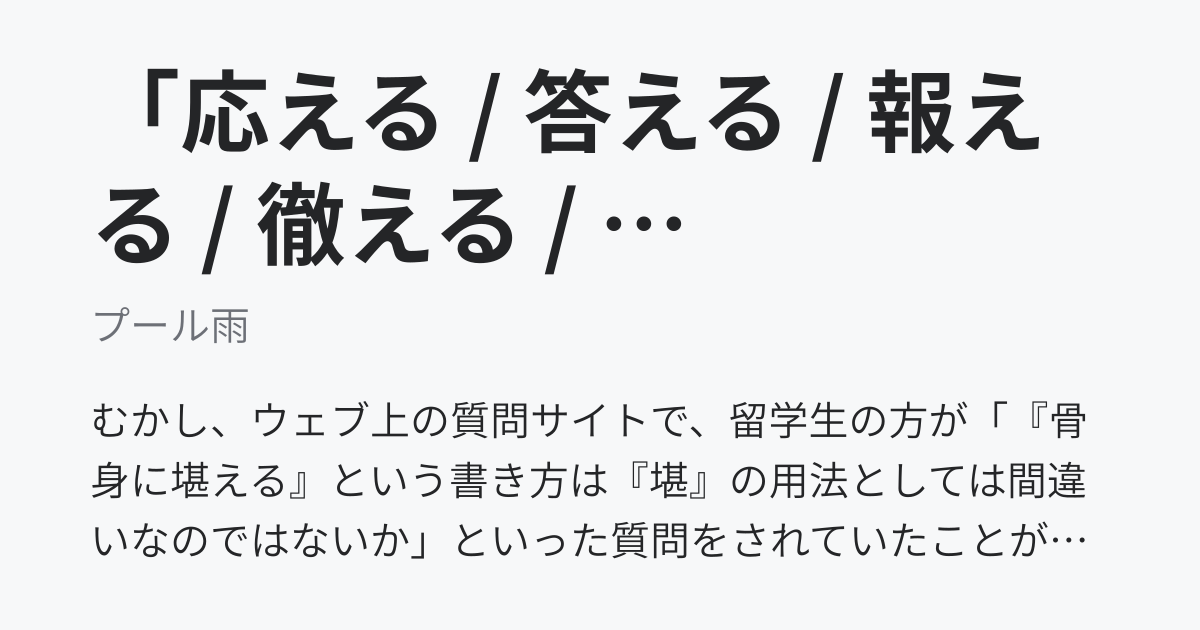 「応える / 答える / 報え
る / 徹える / …
プール雨
むかし、ウェブ上の質問サイトで、留学生の方が「『骨
身に堪える』という書き方は『堪』の用法としては間違
いなのではないか」といった質問をされていたことが…